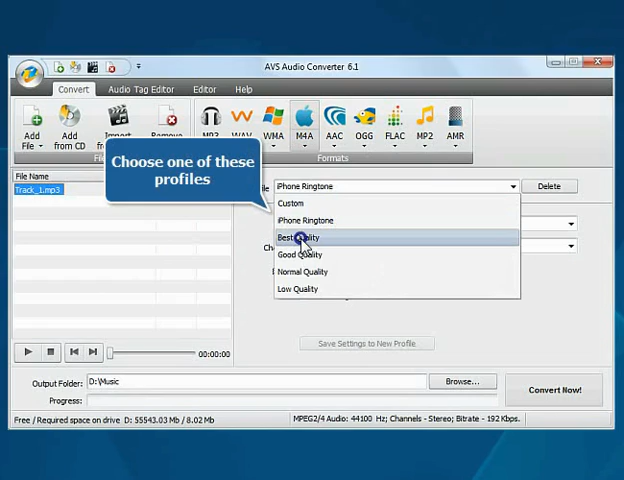 AVS Audio Converter 6.1
Convert
Audio Tag Editor
Editor
Help
Add File
Add from CD
Import
Remove
MP3
WAV
WMA
M4A
AAC
OGG
FLAC
MP2
AMR
Formats
Choose one of these profiles
File Name
Track_1.mp3
iPhone Ringtone
Delete
Custom
iPhone Ringtone
Best Quality
Good Quality
Normal Quality
Low Quality
Save Settings to New Profile
00:00:00
Output Folder:
D:\Music
Browse...
Convert Now!
Progress:
Free / Required space on drive D: 55543.03 Mb / 8.02 Mb
MPEG2/4 Audio: 44100 Hz; Channels - Stereo; Bitrate - 192 Kbps.